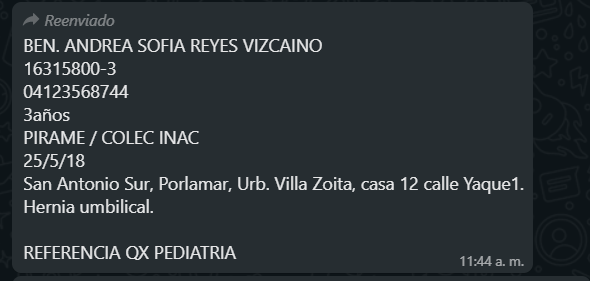 Reenviado
BEN. ANDREA SOFIA REYES VIZCAINO
16315800-3
04123568744
3años
PIRAME / COLEC INAC
25/5/18
San Antonio Sur, Porlamar, Urb. Villa Zoita, casa 12 calle Yaque1.
Hernia umbilical.
REFERENCIA QX PEDIATRIA
11:44 a. m.